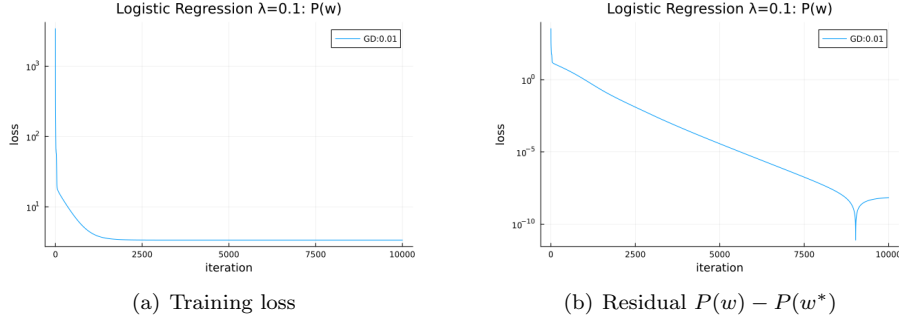 Logistic Regression λ=0.1: P(w)
GD:0.01
10³
10²
10¹
loss
0
2500
5000
7500
10000
iteration
(a) Training loss
Logistic Regression λ=0.1: P(w)
GD:0.01
10⁰
10⁻⁵
10⁻¹⁰
loss
0
2500
5000
7500
10000
iteration
(b) Residual P(w) − P(w*)